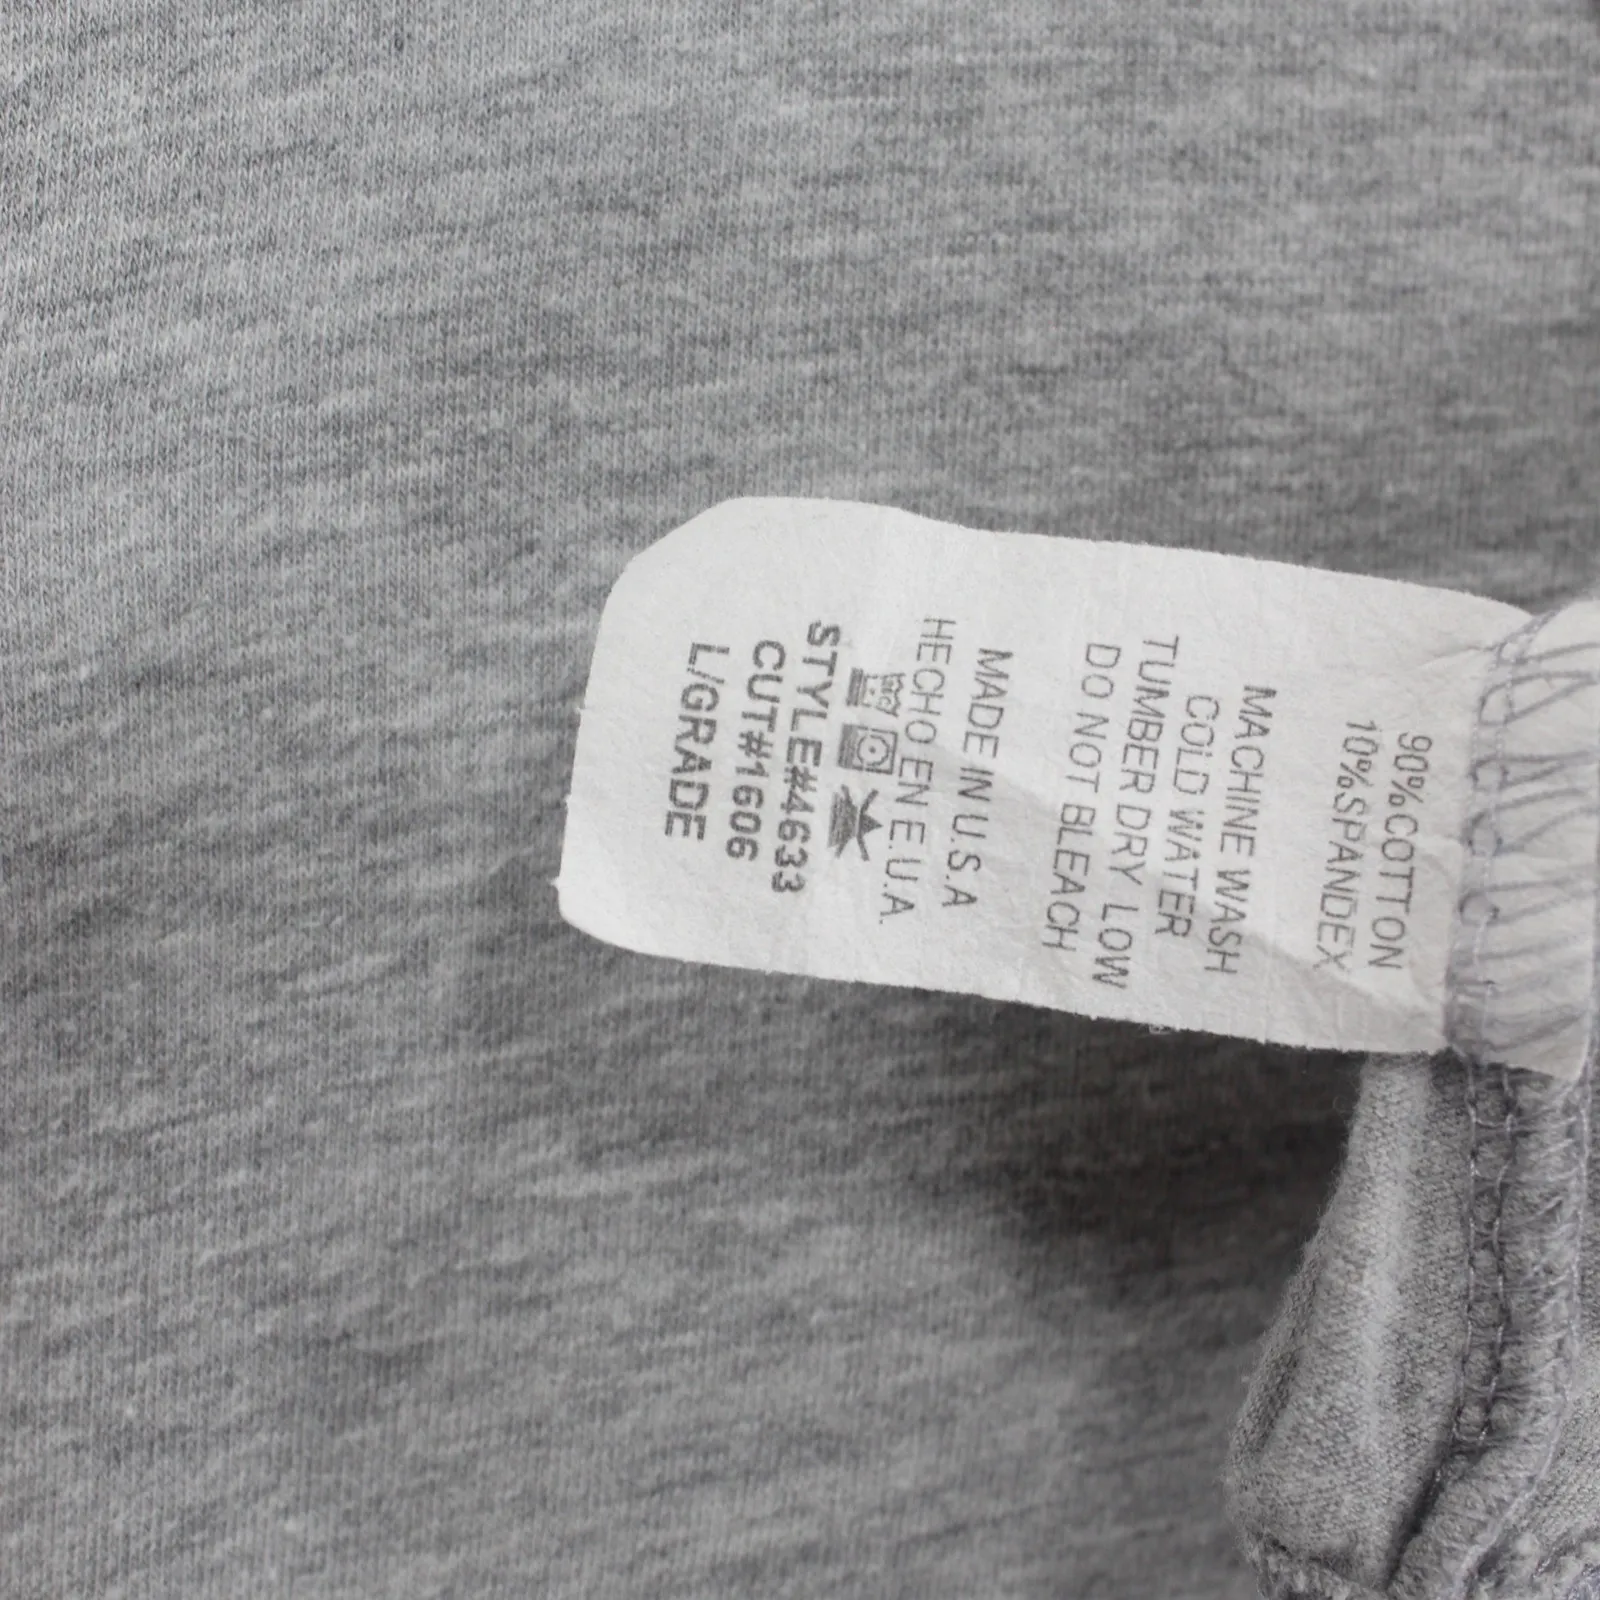 90%COTTON
10%SPANDEX
MACHINE WASH
COLD WATER
TUMBER DRY LOW
DO NOT BLEACH
MADE IN U.S.A
HECHO EN E.U.A.
STYLE#4633
CUT#1606
L/GRADE